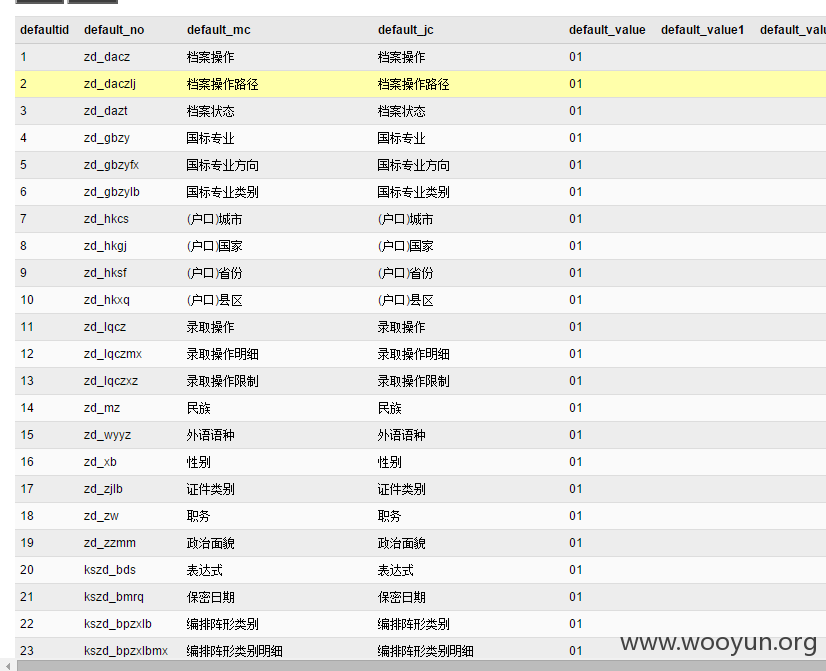 defaultid default_no default_mc default_jc default_value default_value1 default_valu
1 zd_dacz 档案操作 档案操作 01
2 zd_daczlj 档案操作路径 档案操作路径 01
3 zd_dazt 档案状态 档案状态 01
4 zd_gbzy 国标专业 国标专业 01
5 zd_gbzyfx 国标专业方向 国标专业方向 01
6 zd_gbzylb 国标专业类别 国标专业类别 01
7 zd_hkcs (户口)城市 (户口)城市 01
8 zd_hkgj (户口)国家 (户口)国家 01
9 zd_hksf (户口)省份 (户口)省份 01
10 zd_hkxq (户口)县区 (户口)县区 01
11 zd_lqcz 录取操作 录取操作 01
12 zd_lqczmx 录取操作明细 录取操作明细 01
13 zd_lqczxz 录取操作限制 录取操作限制 01
14 zd_mz 民族 民族 01
15 zd_wyyz 外语语种 外语语种 01
16 zd_xb 性别 性别 01
17 zd_zjlb 证件类别 证件类别 01
18 zd_zw 职务 职务 01
19 zd_zzmm 政治面貌 政治面貌 01
20 kszd_bds 表达式 表达式 01
21 kszd_bmrq 保密日期 保密日期 01
22 kszd_bpzxlb 编排阵形类别 编排阵形类别 01
23 kszd_bpzxlbmx 编排阵形类别明细 编排阵形类别明细 01
www.wooyun.org